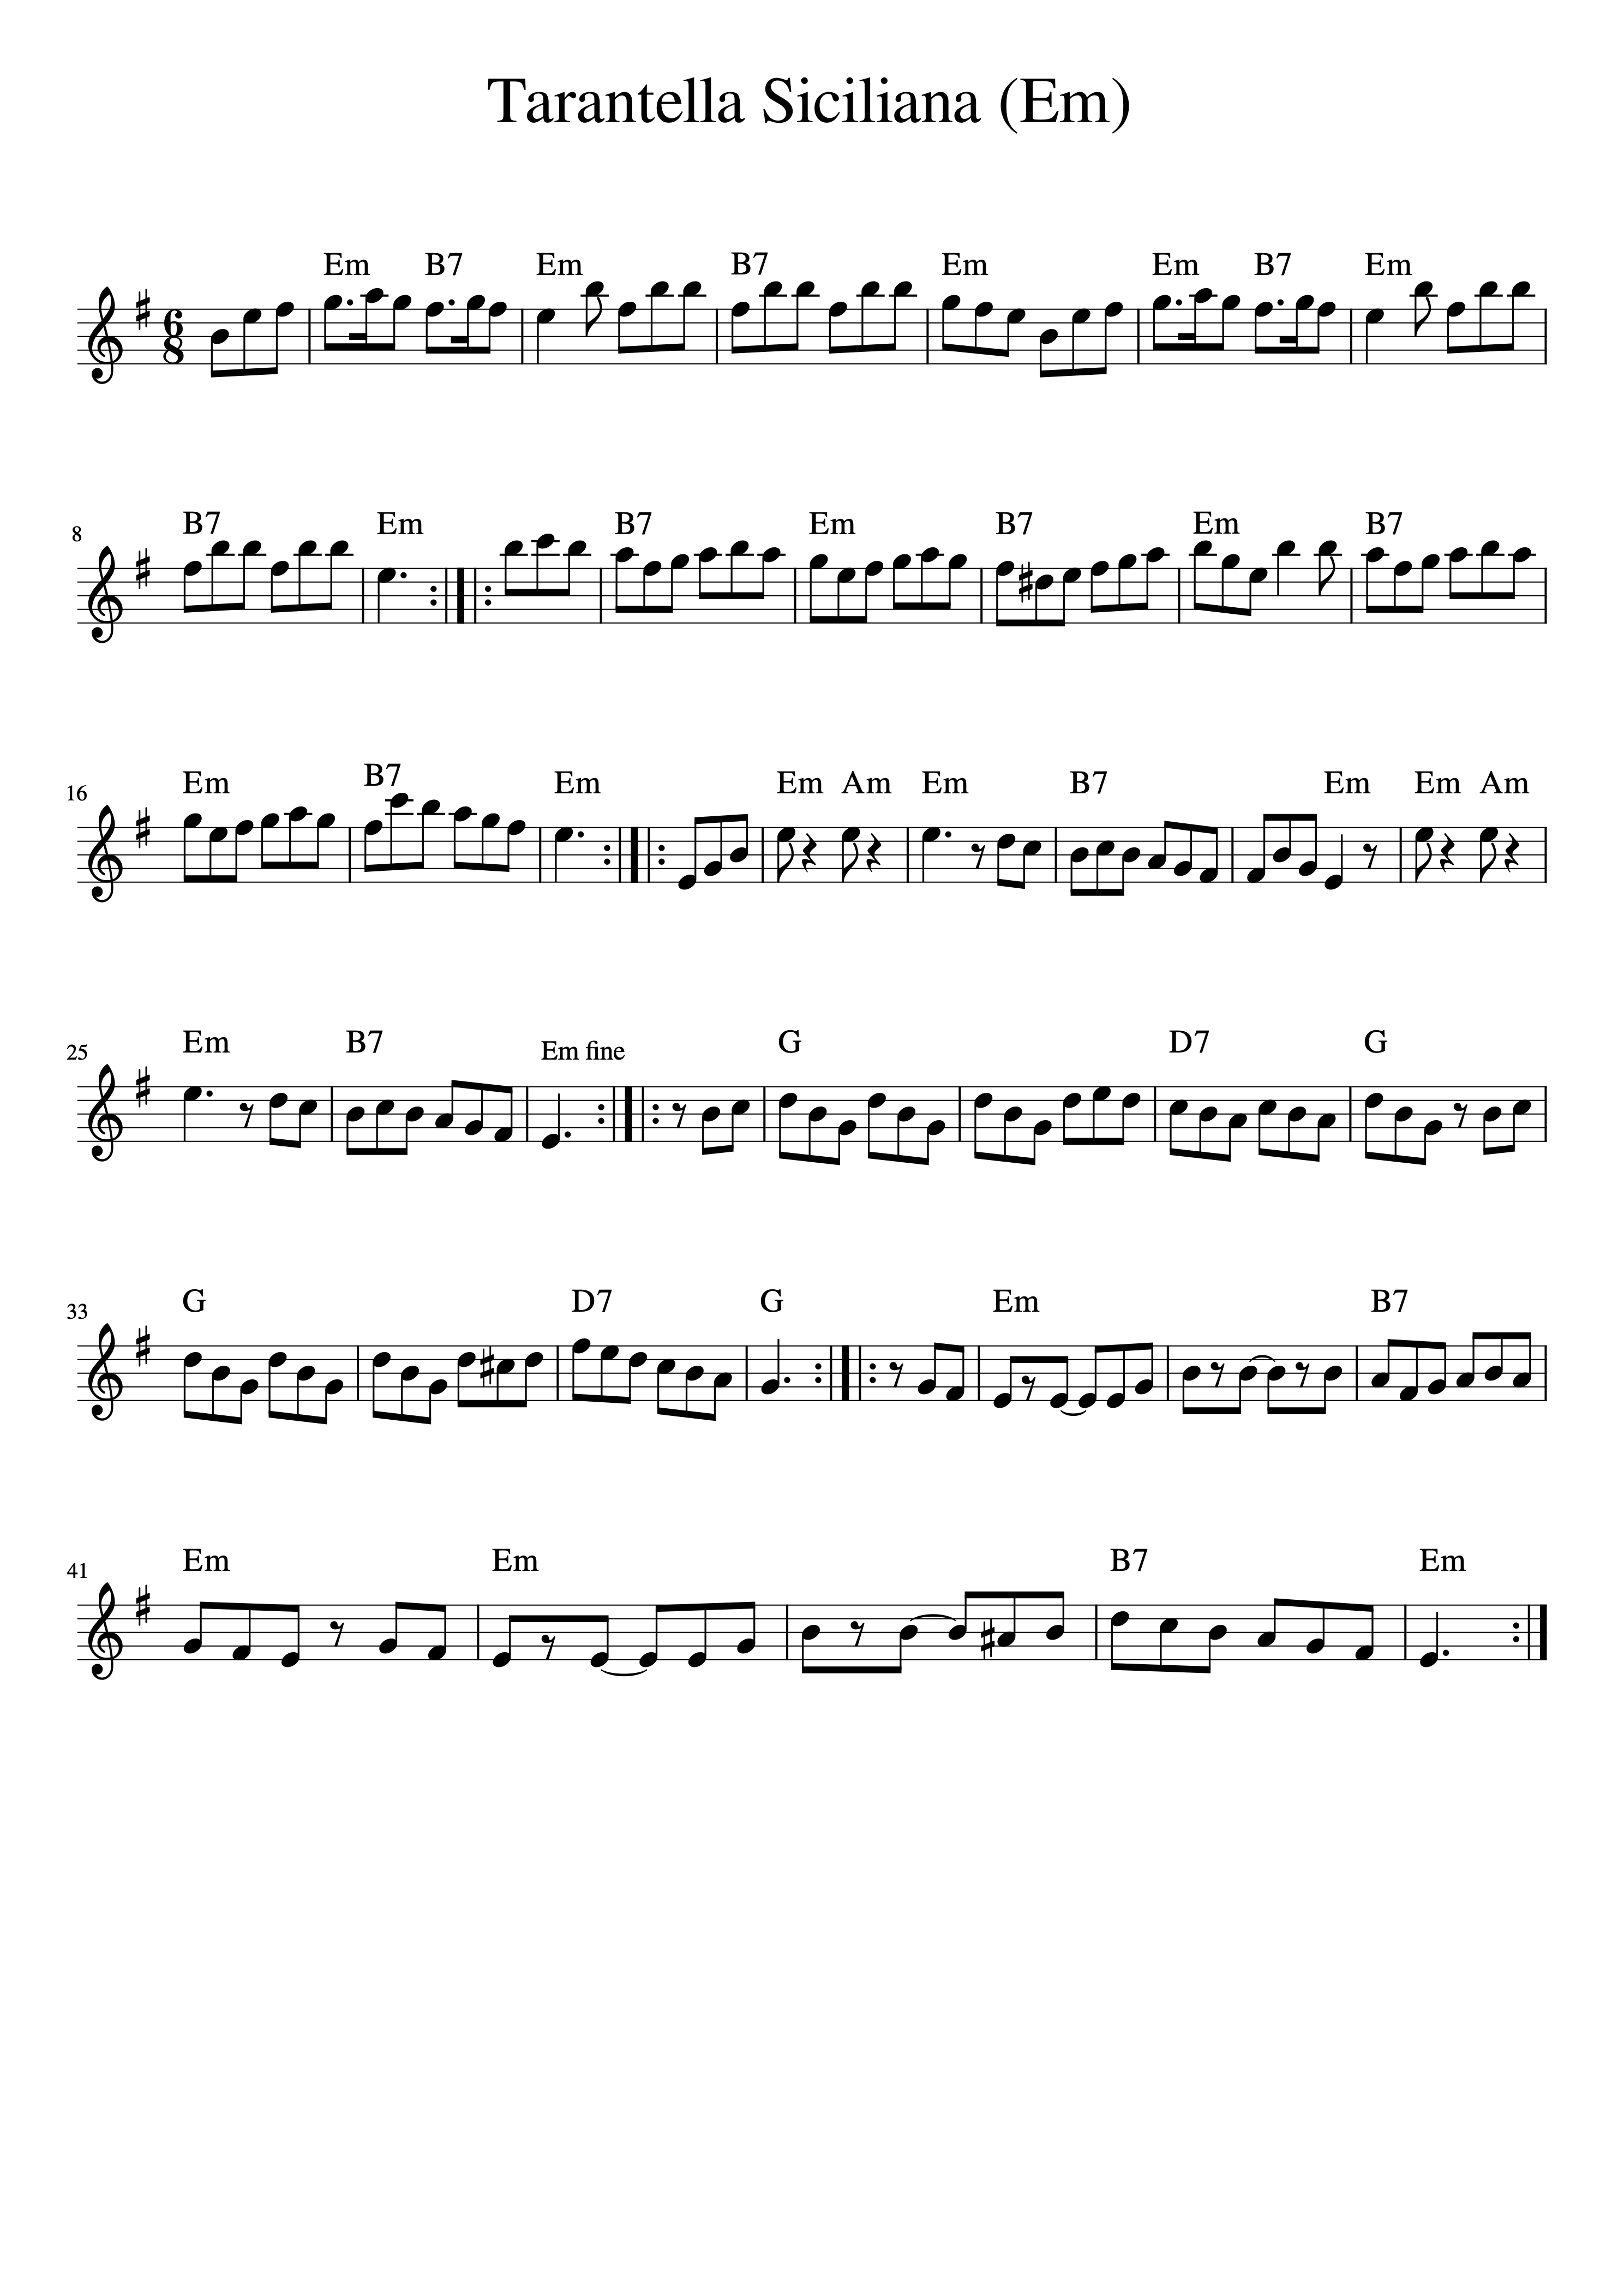 Tarantella Siciliana (Em)
Em B7 Em B7 Em Em B7 Em
6
8
8 B7 Em B7 Em B7 Em B7
16 Em B7 Em Em Am Em B7 Em Em Am
25 Em B7 Em fine G D7 G
33 G D7 G Em B7
41 Em Em B7 Em